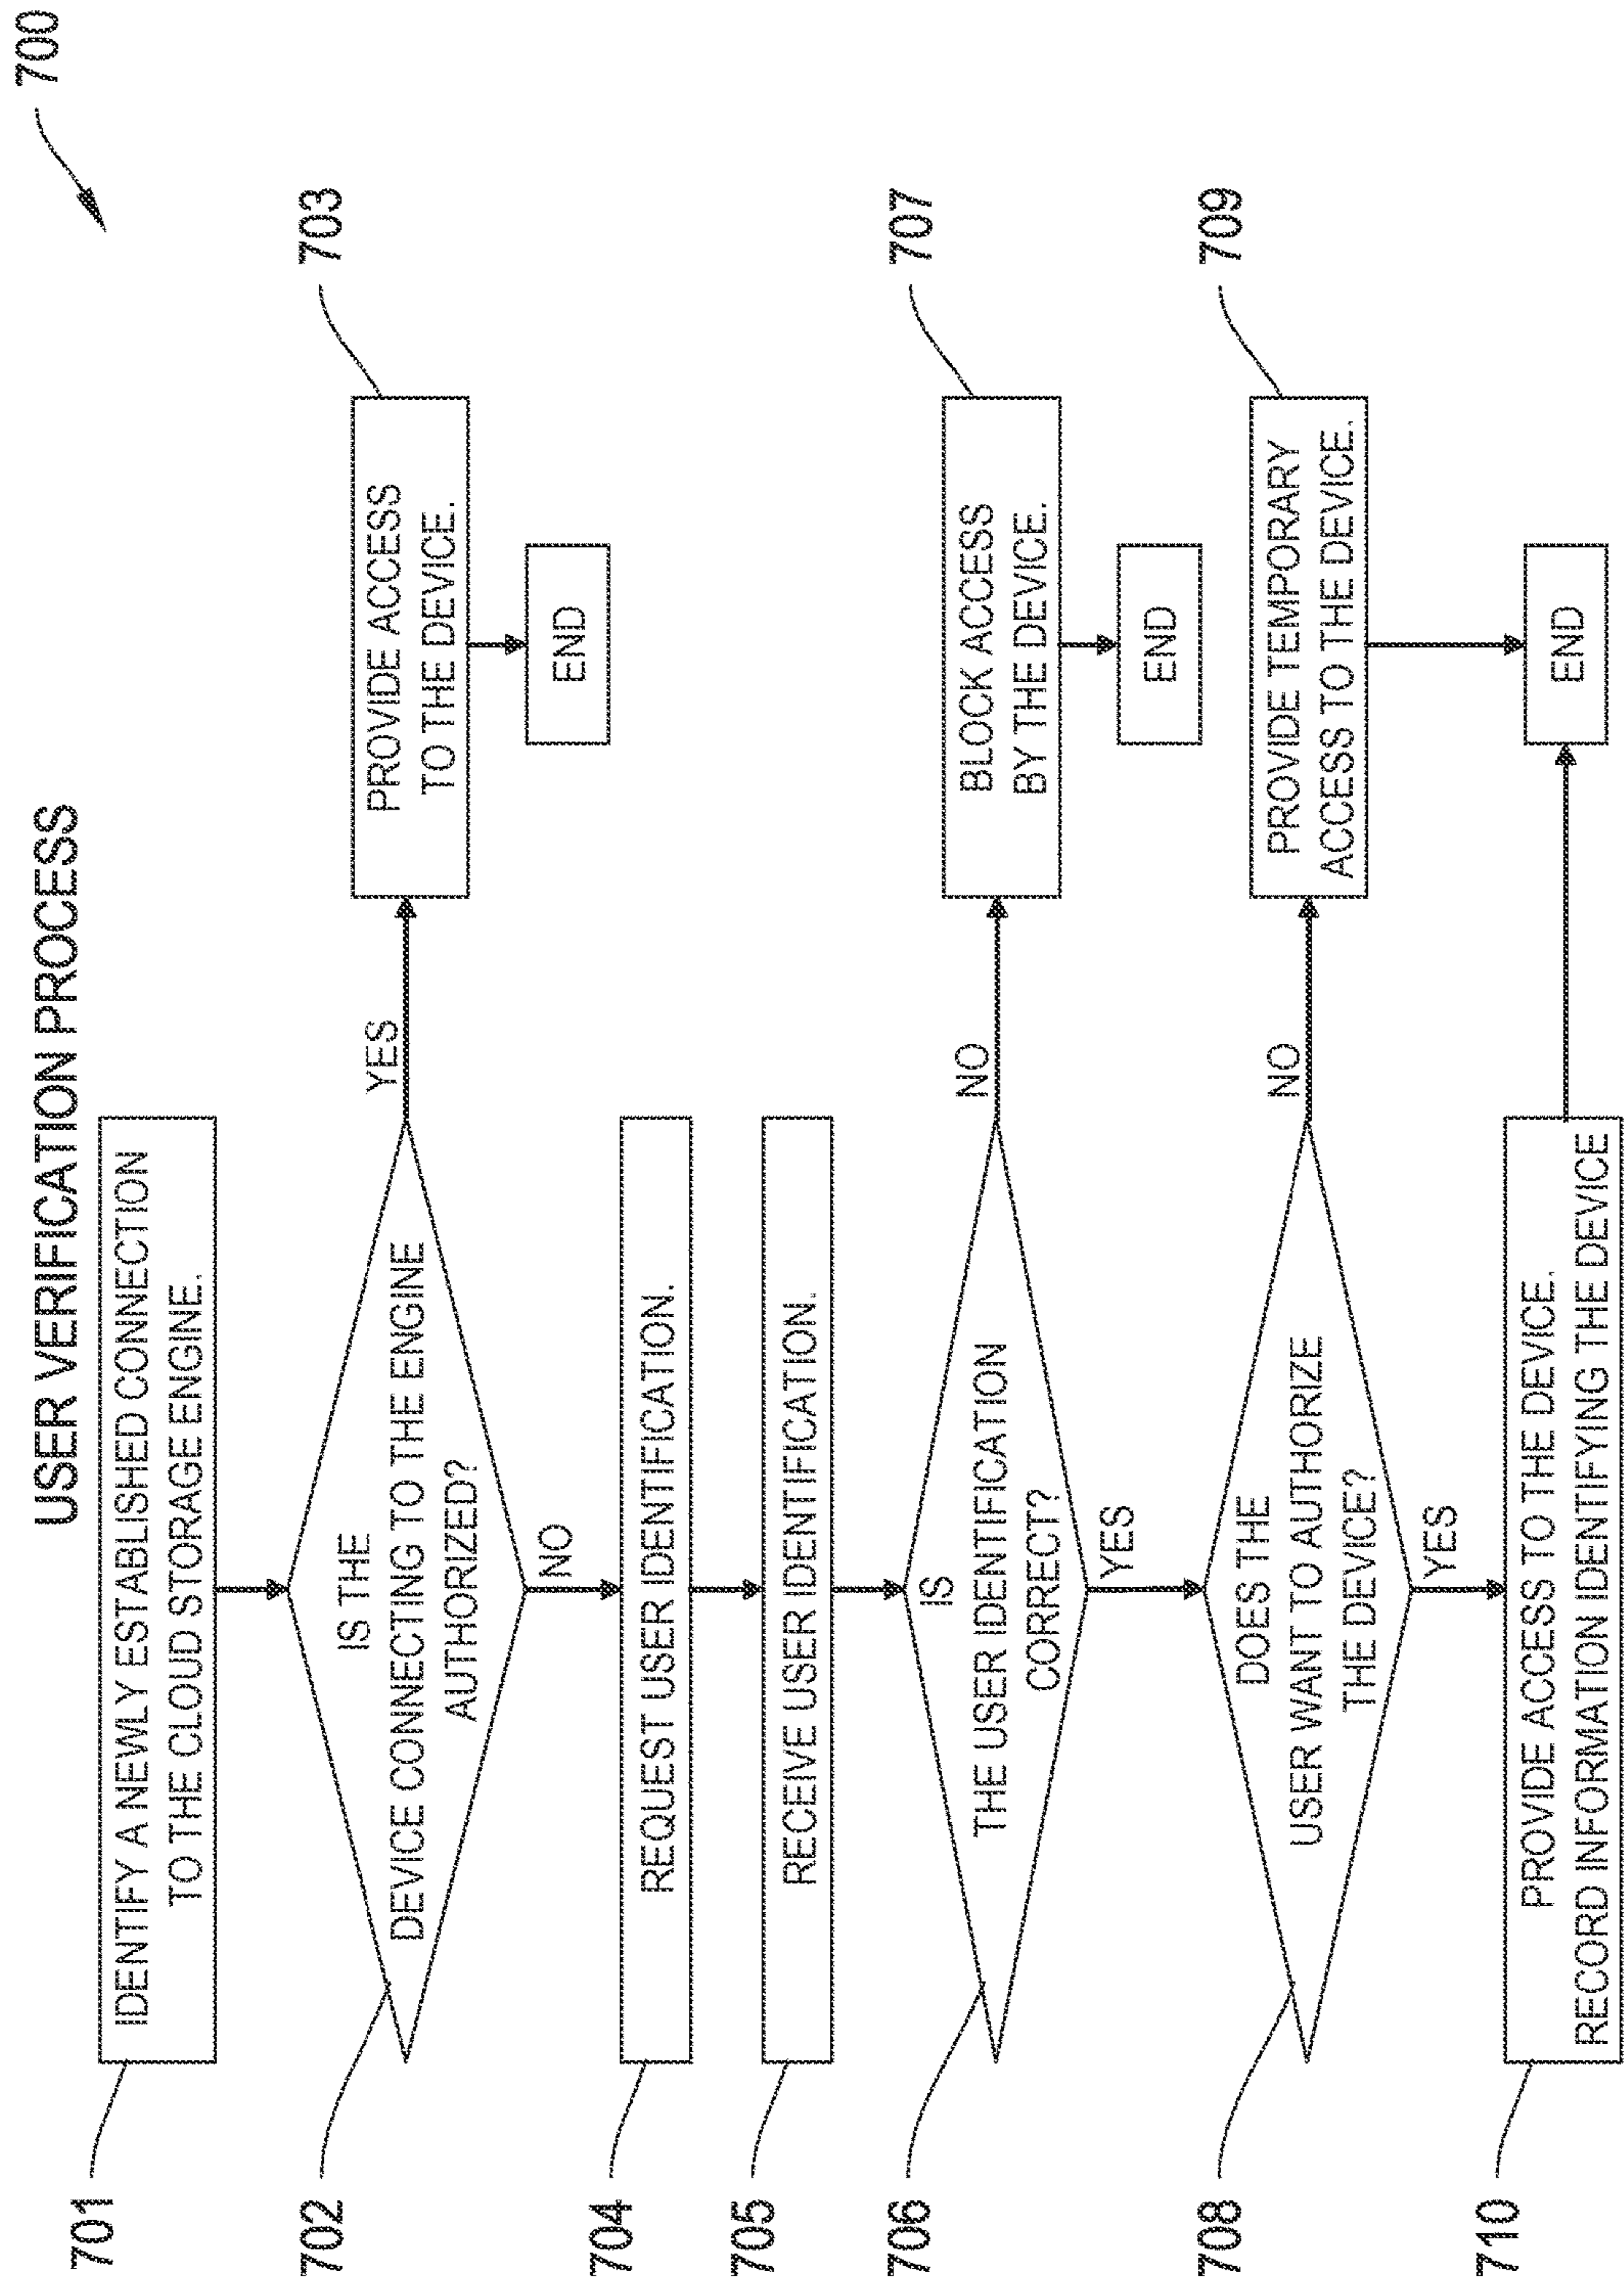 USER VERIFICATION PROCESS
700
701
IDENTIFY A NEWLY ESTABLISHED CONNECTION
TO THE CLOUD STORAGE ENGINE.
702
IS THE
DEVICE CONNECTING TO THE ENGINE
AUTHORIZED?
YES
703
PROVIDE ACCESS
TO THE DEVICE.
END
NO
704
REQUEST USER IDENTIFICATION.
705
RECEIVE USER IDENTIFICATION.
706
IS
THE USER IDENTIFICATION
CORRECT?
NO
707
BLOCK ACCESS
BY THE DEVICE.
END
YES
708
DOES THE
USER WANT TO AUTHORIZE
THE DEVICE?
NO
709
PROVIDE TEMPORARY
ACCESS TO THE DEVICE.
YES
710
PROVIDE ACCESS TO THE DEVICE.
RECORD INFORMATION IDENTIFYING THE DEVICE
END